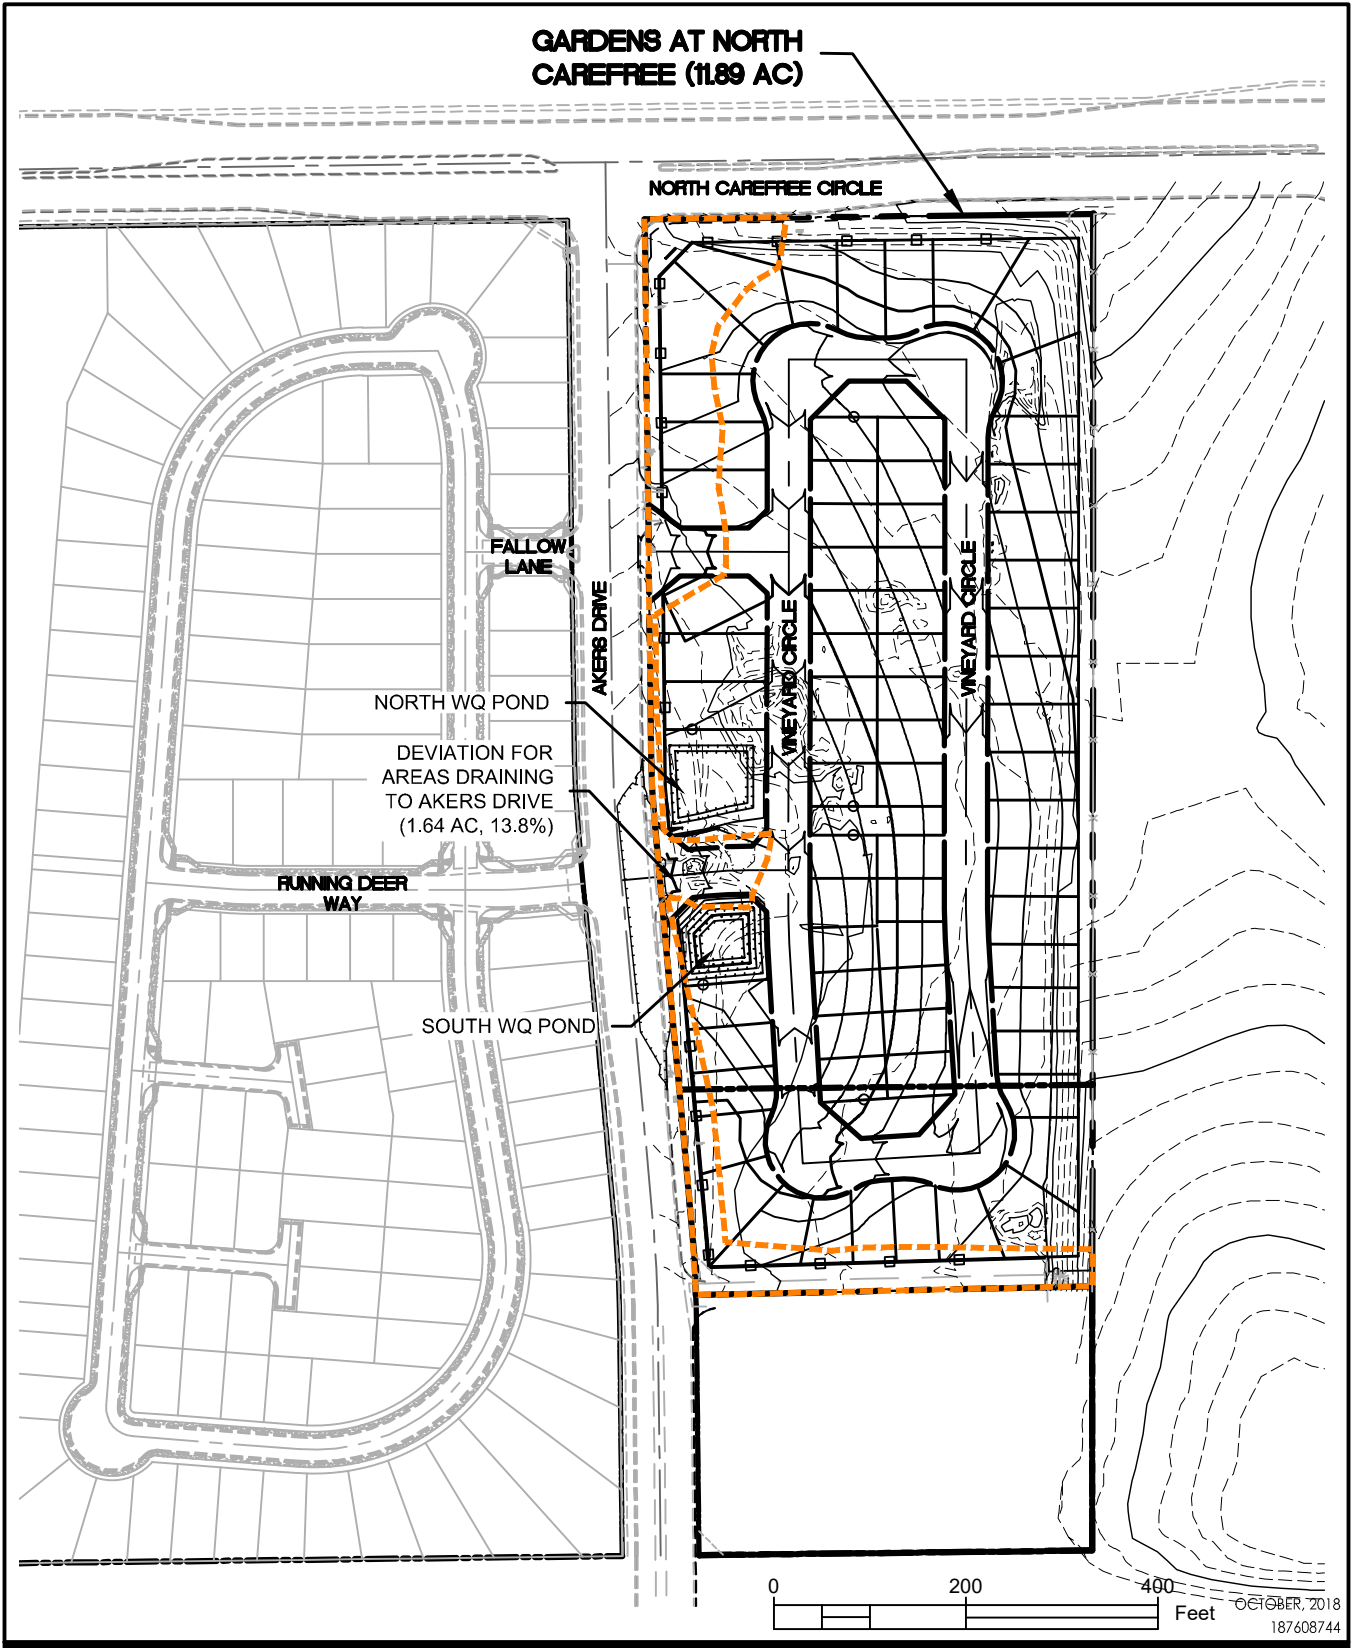 GARDENS AT NORTH
CAREFREE (11.89 AC)
NORTH CAREFREE CIRCLE
FALLOW
LANE
AKERS DRIVE
VINEYARD CIRCLE
VINEYARD CIRCLE
NORTH WQ POND
DEVIATION FOR
AREAS DRAINING
TO AKERS DRIVE
(1.64 AC, 13.8%)
RUNNING DEER
WAY
SOUTH WQ POND
0 200 400
Feet
OCTOBER, 2018
187608744